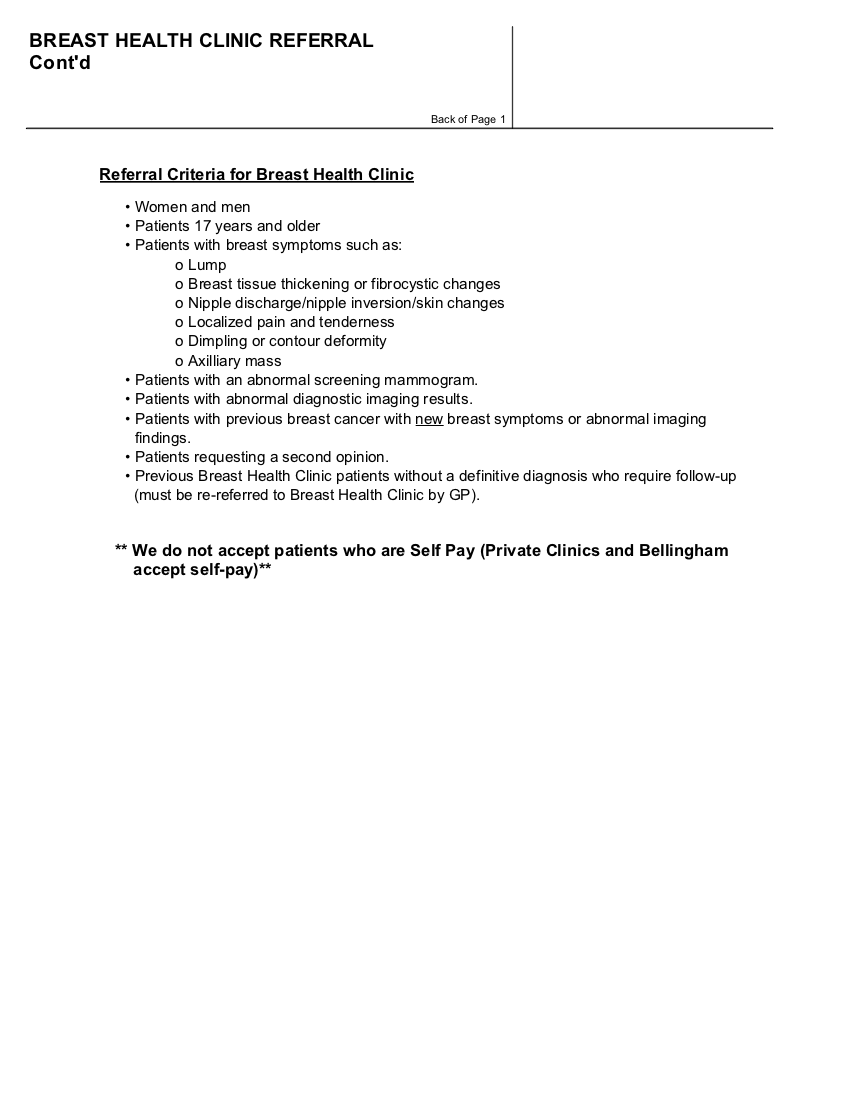 BREAST HEALTH CLINIC REFERRAL
Cont'd
Back of Page 1
Referral Criteria for Breast Health Clinic
• Women and men
• Patients 17 years and older
• Patients with breast symptoms such as:
o Lump
o Breast tissue thickening or fibrocystic changes
o Nipple discharge/nipple inversion/skin changes
o Localized pain and tenderness
o Dimpling or contour deformity
o Axilliary mass
• Patients with an abnormal screening mammogram.
• Patients with abnormal diagnostic imaging results.
• Patients with previous breast cancer with new breast symptoms or abnormal imaging
findings.
• Patients requesting a second opinion.
• Previous Breast Health Clinic patients without a definitive diagnosis who require follow-up
(must be re-referred to Breast Health Clinic by GP).
** We do not accept patients who are Self Pay (Private Clinics and Bellingham
accept self-pay)**